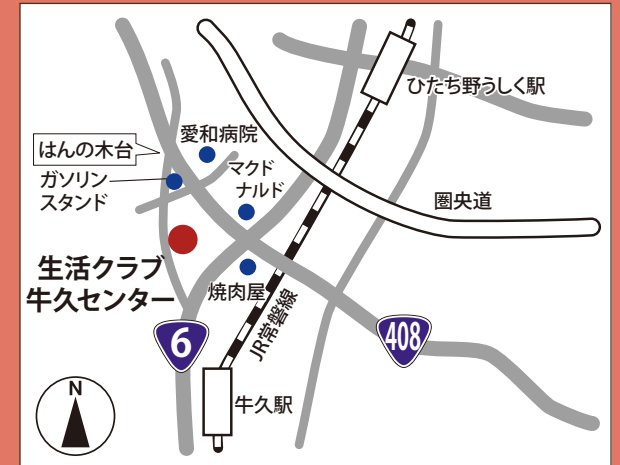 ひたち野うしく駅
愛和病院
はんの木台
マクド
ナルド
ガソリン
スタンド
圏央道
生活クラブ
牛久センター
焼肉屋
JR常磐線
6
408
牛久駅
N